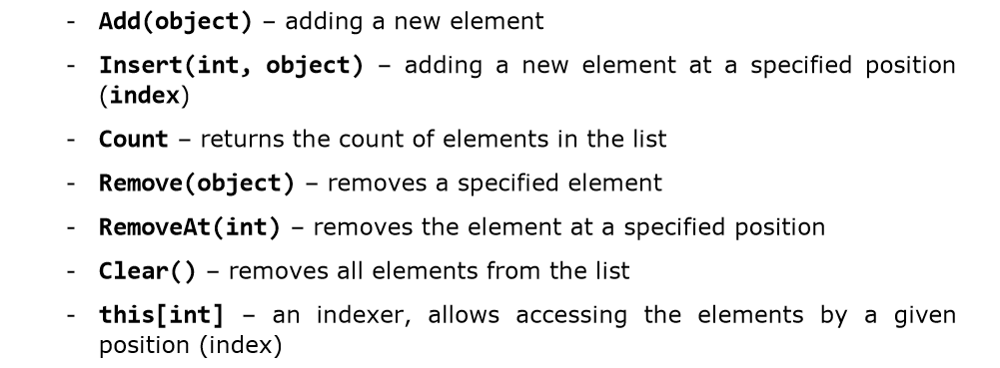 - Add(object) – adding a new element
- Insert(int, object) – adding a new element at a specified position
(index)
- Count – returns the count of elements in the list
- Remove(object) – removes a specified element
- RemoveAt(int) – removes the element at a specified position
- Clear() – removes all elements from the list
- this[int] – an indexer, allows accessing the elements by a given
position (index)